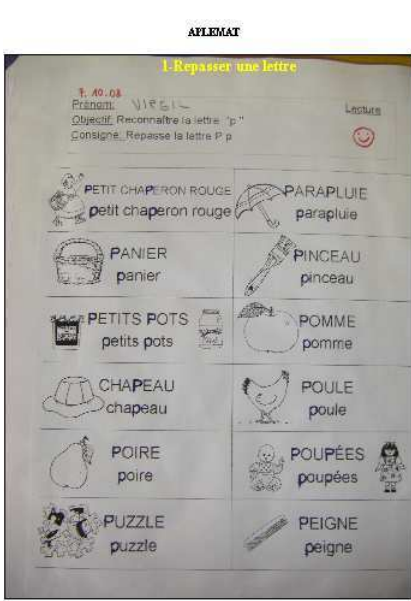 APLEMAT
1-Repasser une lettre
7.10.08
Prénom: VIRGIL
Lecture
Objectif: Reconnaître la lettre "p"
Consigne: Repasse la lettre P p
PETIT CHAPERON ROUGE
petit chaperon rouge
PARAPLUIE
parapluie
PANIER
panier
PINCEAU
pinceau
PETITS POTS
petits pots
POMME
pomme
CHAPEAU
chapeau
POULE
poule
POIRE
poire
POUPÉES
poupées
PUZZLE
puzzle
PEIGNE
peigne